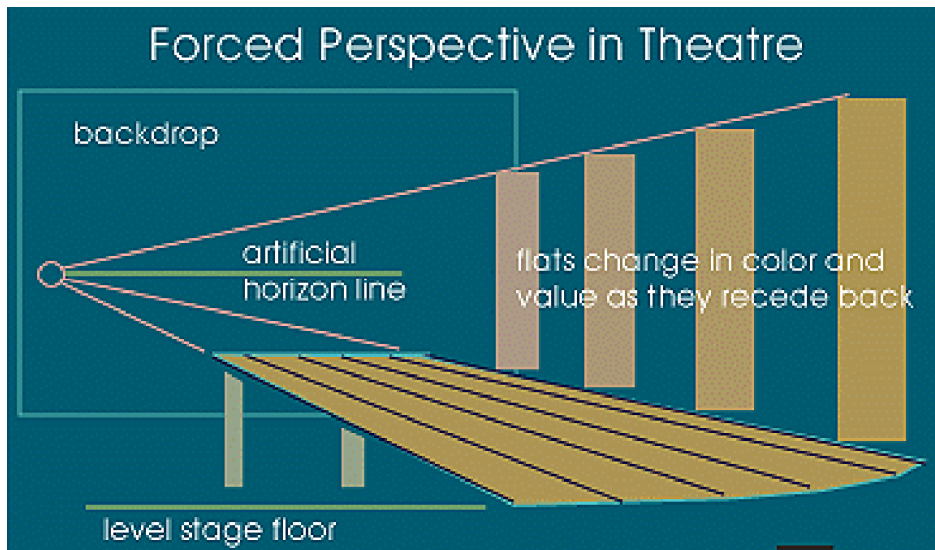 Forced Perspective in Theatre
backdrop
artificial
horizon line
flats change in color and
value as they recede back
level stage floor